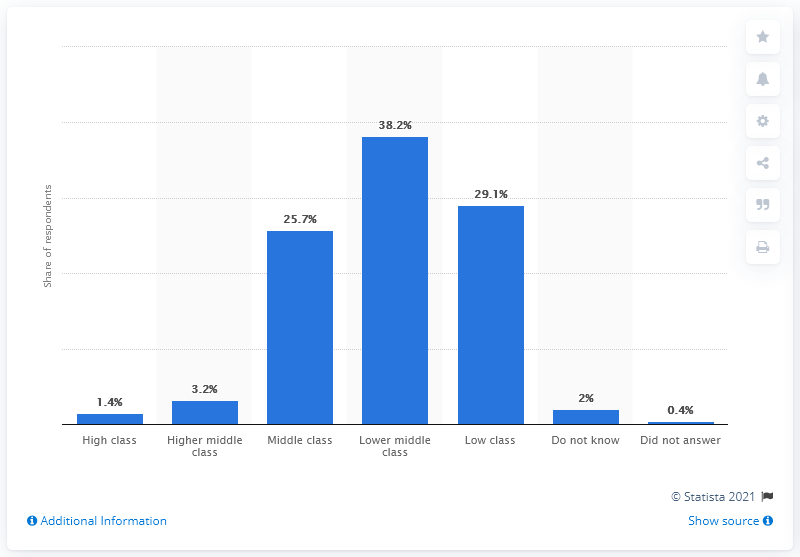 Share of respondents
38.2%
29.1%
25.7%
3.2%
1.4%
2%
0.4%
High class
Higher middle
class
Middle class
Lower middle
class
Low class
Do not know
Did not answer
© Statista 2021
Additional Information
Show source